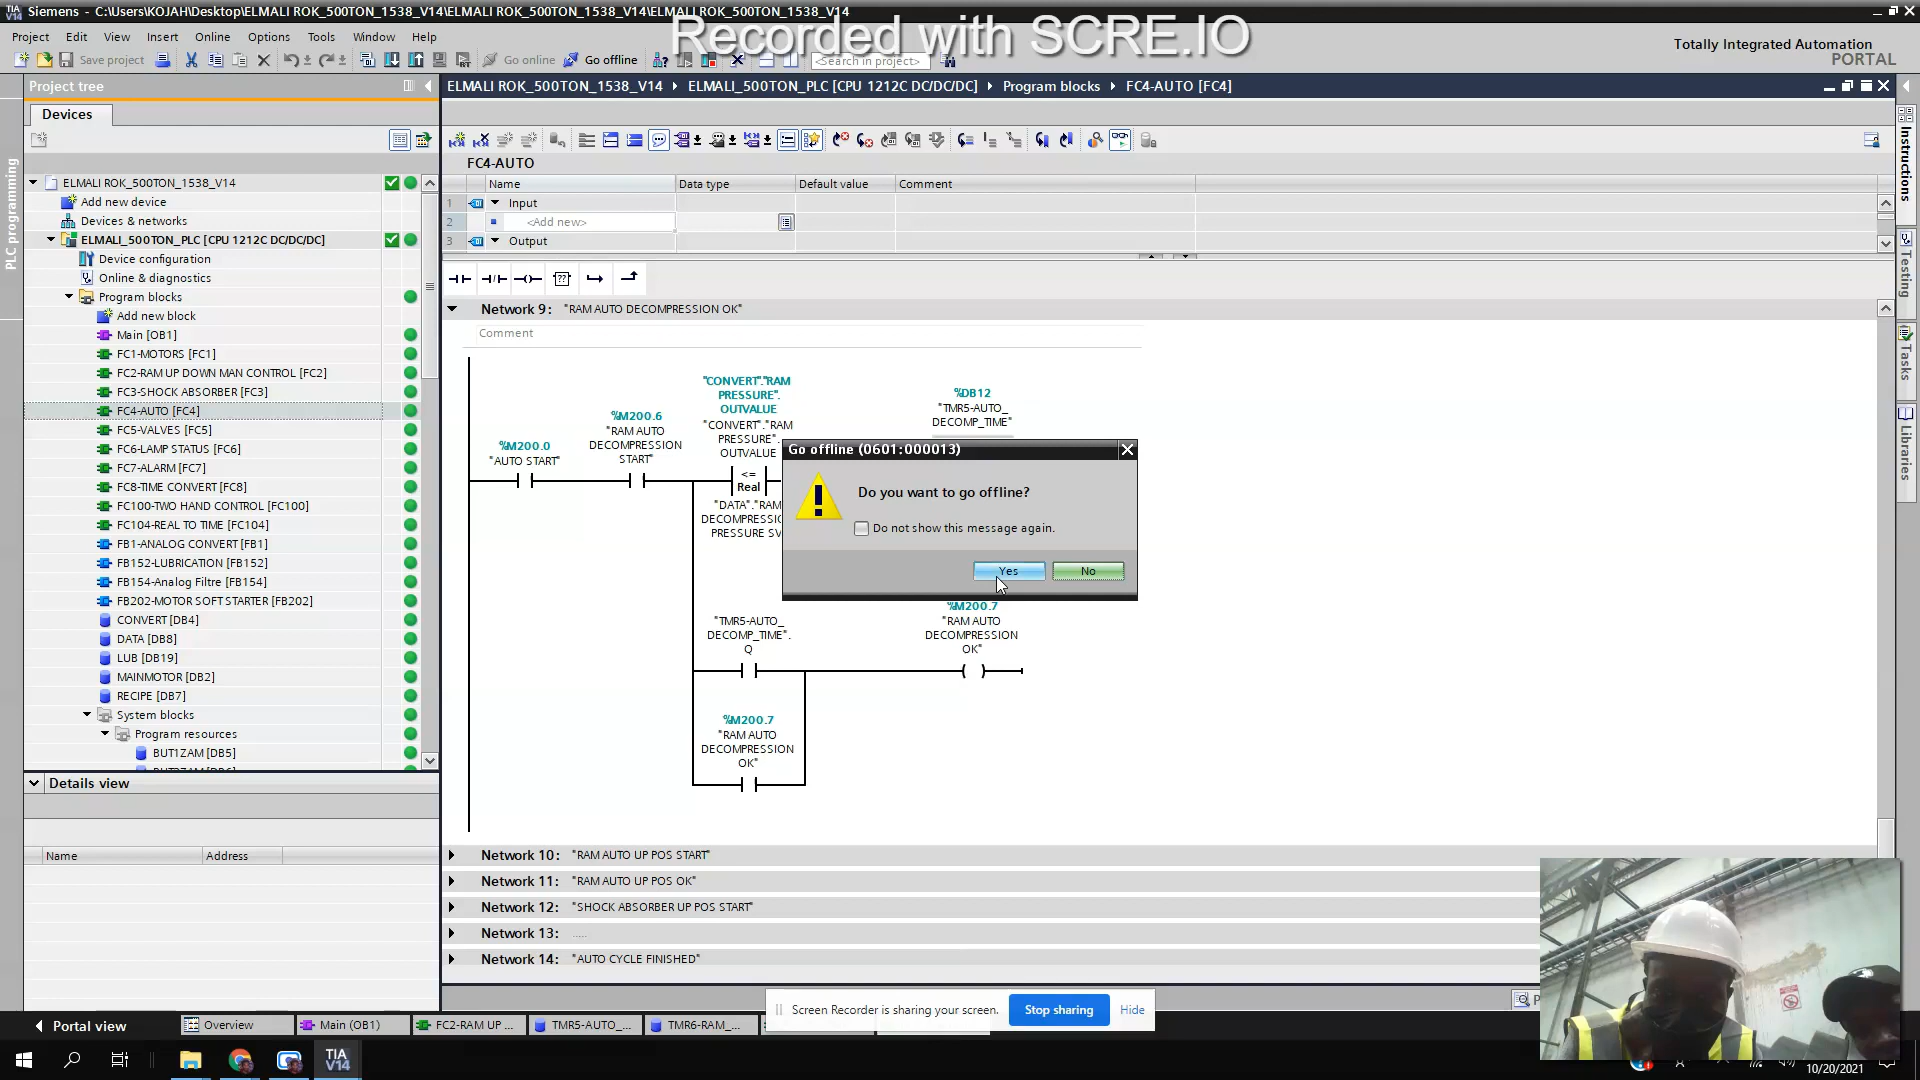 Siemens - C:\Users\KOJAH\Desktop\ELMALI ROK_500TON_1538_V14\ELMALI ROK_500TON_1538_V14\ELMALI ROK_500TON_1538_V14
Recorded with SCRE.IO
Project Edit View Insert Online Options Tools Window Help
Totally Integrated Automation
PORTAL
Save project
Go online
Go offline
<Search in project>
Project tree
ELMALI ROK_500TON_1538_V14 ELMALI_500TON_PLC [CPU 1212C DC/DC/DC] Program blocks FC4-AUTO [FC4]
Devices
PLC programming
ELMALI ROK_500TON_1538_V14
Add new device
Devices & networks
ELMALI_500TON_PLC [CPU 1212C DC/DC/DC]
Device configuration
Online & diagnostics
Program blocks
Add new block
Main [OB1]
FC1-MOTORS [FC1]
FC2-RAM UP DOWN MAN CONTROL [FC2]
FC3-SHOCK ABSORBER [FC3]
FC4-AUTO [FC4]
FC5-VALVES [FC5]
FC6-LAMP STATUS [FC6]
FC7-ALARM [FC7]
FC8-TIME CONVERT [FC8]
FC100-TWO HAND CONTROL [FC100]
FC104-REAL TO TIME [FC104]
FB1-ANALOG CONVERT [FB1]
FB152-LUBRICATION [FB152]
FB154-Analog Filtre [FB154]
FB202-MOTOR SOFT STARTER [FB202]
CONVERT [DB4]
DATA [DB8]
LUB [DB19]
MAINMOTOR [DB2]
RECIPE [DB7]
System blocks
Program resources
BUT1ZAM [DB5]
Details view
Name Address
FC4-AUTO
Name Data type Default value Comment
1 Input
2 <Add new>
3 Output
??
Network 9: "RAM AUTO DECOMPRESSION OK"
Comment
%M200.0
"AUTO START"
%M200.6
"RAM AUTO
DECOMPRESSION
START"
"CONVERT"."RAM
PRESSURE".
OUTVALUE
"CONVERT"."RAM
PRESSURE".
OUTVALUE
<=
Real
"DATA"."RAM
PRESSURE SV
%DB12
"TMR5-AUTO_
DECOMP_TIME"
Go offline (0601:000013)
Do you want to go offline?
Do not show this message again.
Yes
No
"TMR5-AUTO_
DECOMP_TIME".
Q
%M200.7
"RAM AUTO
DECOMPRESSION
OK"
%M200.7
"RAM AUTO
DECOMPRESSION
OK"
Network 10: "RAM AUTO UP POS START"
Network 11: "RAM AUTO UP POS OK"
Network 12: "SHOCK ABSORBER UP POS START"
Network 13: .....
Network 14: "AUTO CYCLE FINISHED"
Instructions
Testing
Tasks
Libraries
Screen Recorder is sharing your screen.
Stop sharing
Hide
Portal view
Overview
Main (OB1)
FC2-RAM UP ...
TMR5-AUTO_...
TMR6-RAM_...
TIA
V14
10/20/2021